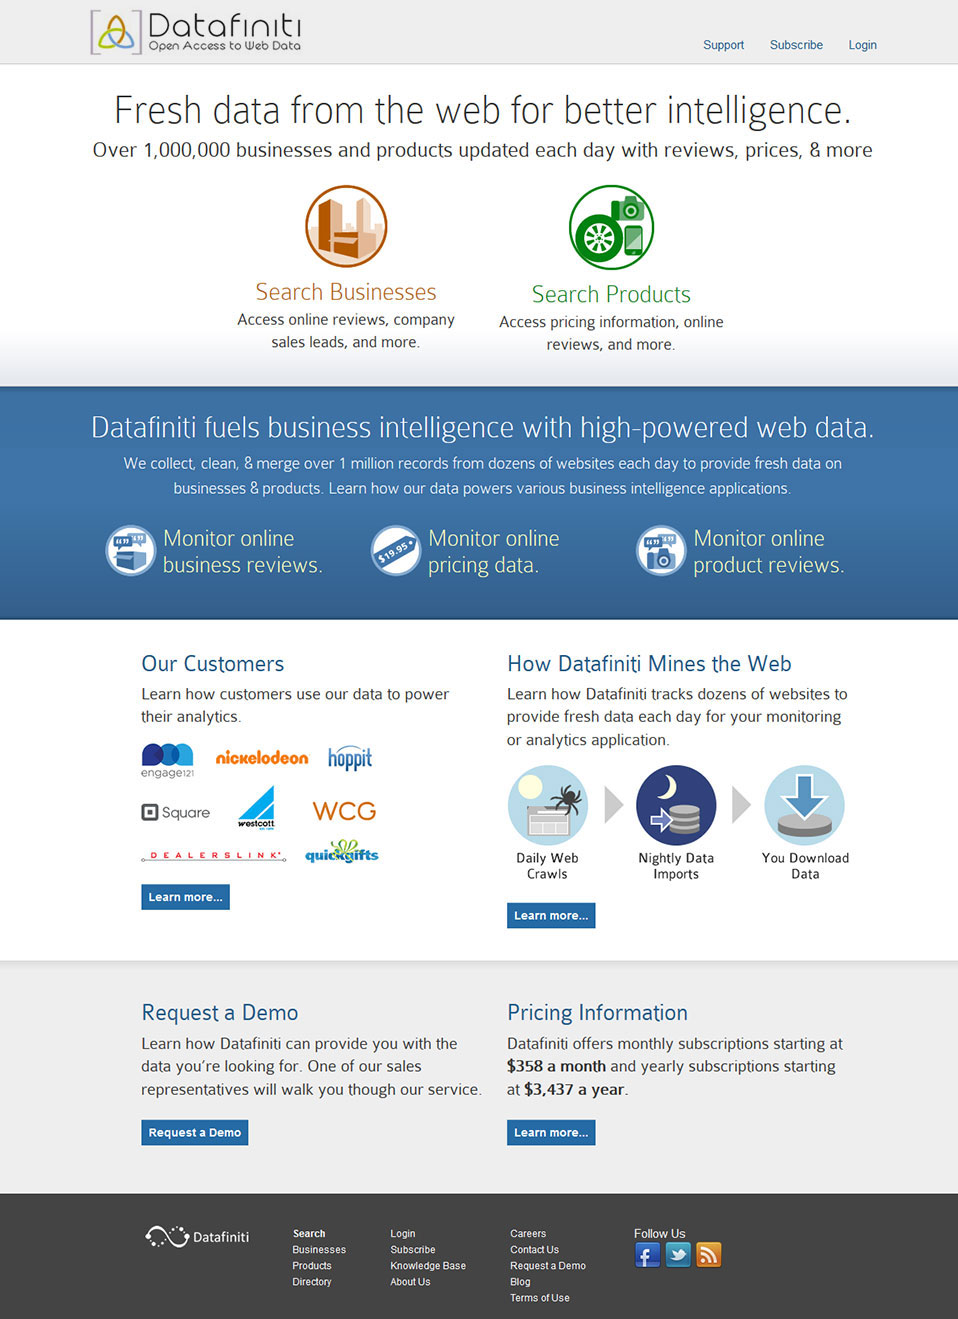 Datafiniti
Open Access to Web Data
Support Subscribe Login
Fresh data from the web for better intelligence.
Over 1,000,000 businesses and products updated each day with reviews, prices, & more
Search Businesses
Access online reviews, company
sales leads, and more.
Search Products
Access pricing information, online
reviews, and more.
Datafiniti fuels business intelligence with high-powered web data.
We collect, clean, & merge over 1 million records from dozens of websites each day to provide fresh data on
businesses & products. Learn how our data powers various business intelligence applications.
Monitor online
business reviews.
$19.95
Monitor online
pricing data.
Monitor online
product reviews.
Our Customers
Learn how customers use our data to power
their analytics.
engage121
nickelodeon
hoppit
Square
westcott
WCG
DEALERSLINK
quickgifts
Learn more...
How Datafiniti Mines the Web
Learn how Datafiniti tracks dozens of websites to
provide fresh data each day for your monitoring
or analytics application.
Daily Web
Crawls
Nightly Data
Imports
You Download
Data
Learn more...
Request a Demo
Learn how Datafiniti can provide you with the
data you're looking for. One of our sales
representatives will walk you though our service.
Request a Demo
Pricing Information
Datafiniti offers monthly subscriptions starting at
$358 a month and yearly subscriptions starting
at $3,437 a year.
Learn more...
Datafiniti
Search
Businesses
Products
Directory
Login
Subscribe
Knowledge Base
About Us
Careers
Contact Us
Request a Demo
Blog
Terms of Use
Follow Us